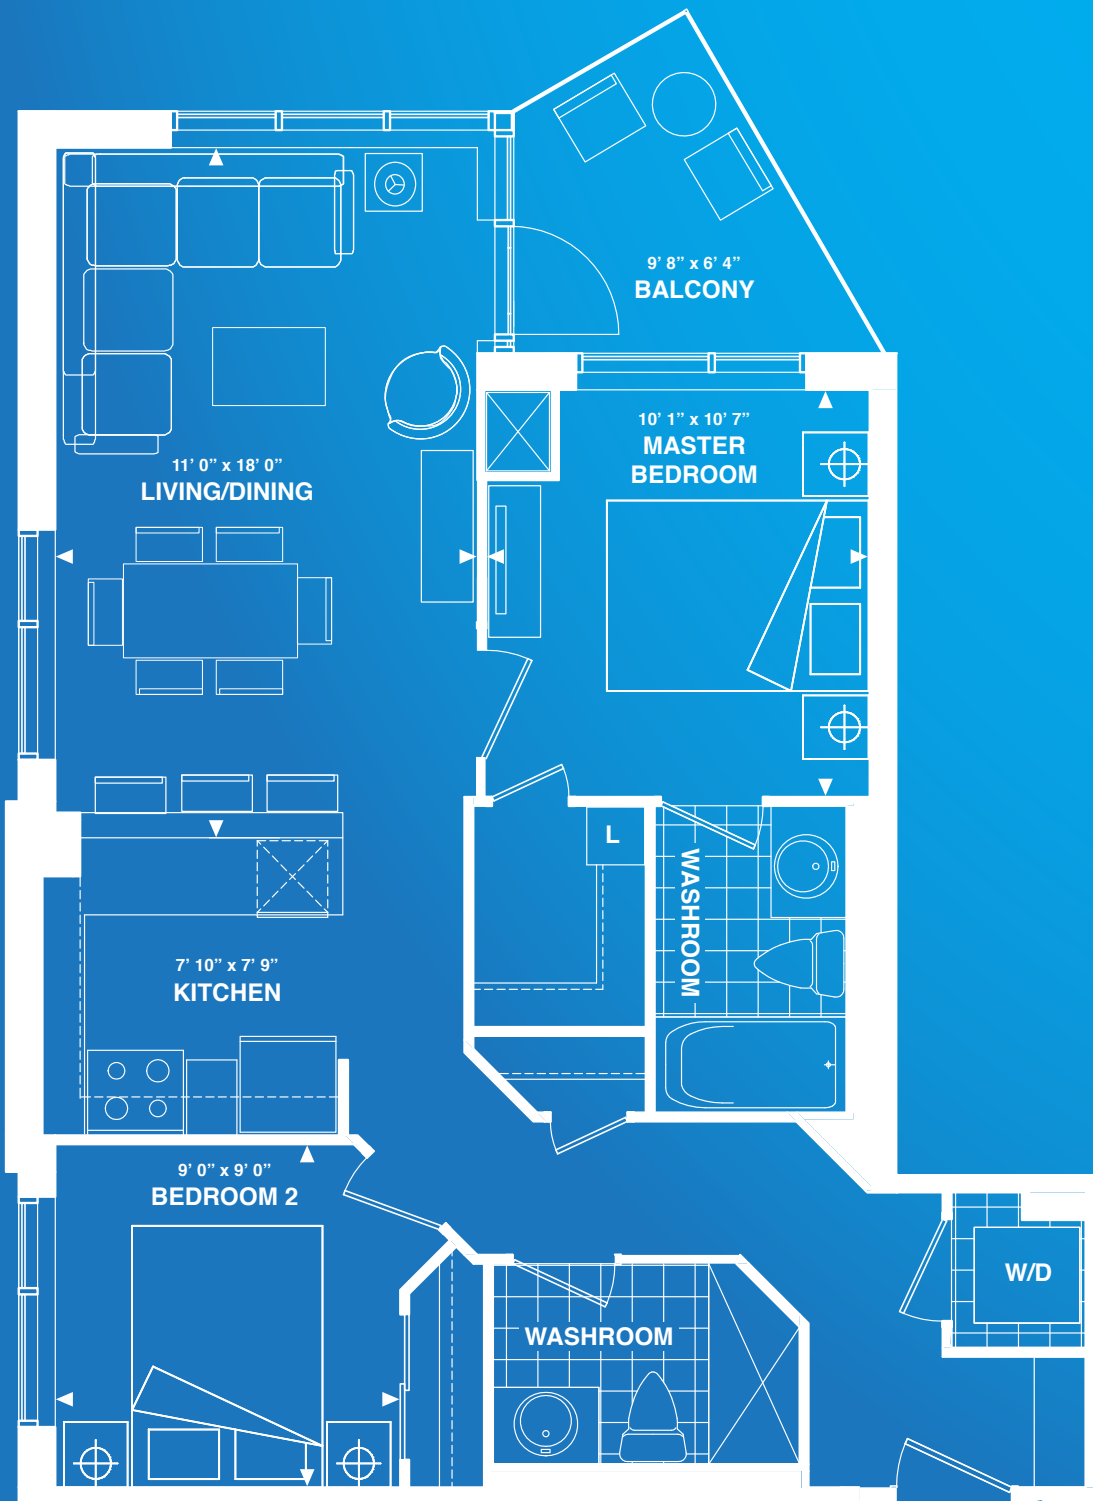 9’ 8” x 6’ 4”
BALCONY
10’ 1” x 10’ 7”
MASTER
BEDROOM
11’ 0” x 18’ 0”
LIVING/DINING
L
WASHROOM
7’ 10” x 7’ 9”
KITCHEN
9’ 0” x 9’ 0”
BEDROOM 2
W/D
WASHROOM